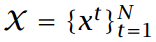 𝒳 = {x^t}_{t=1}^N